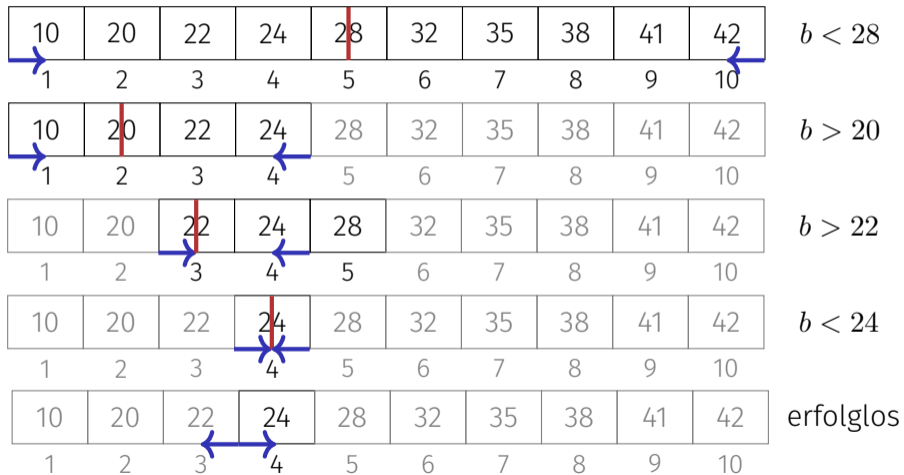 10 20 22 24 28 32 35 38 41 42 b < 28
1 2 3 4 5 6 7 8 9 10
10 20 22 24 28 32 35 38 41 42 b > 20
1 2 3 4 5 6 7 8 9 10
10 20 22 24 28 32 35 38 41 42 b > 22
1 2 3 4 5 6 7 8 9 10
10 20 22 24 28 32 35 38 41 42 b < 24
1 2 3 4 5 6 7 8 9 10
10 20 22 24 28 32 35 38 41 42 erfolglos
1 2 3 4 5 6 7 8 9 10